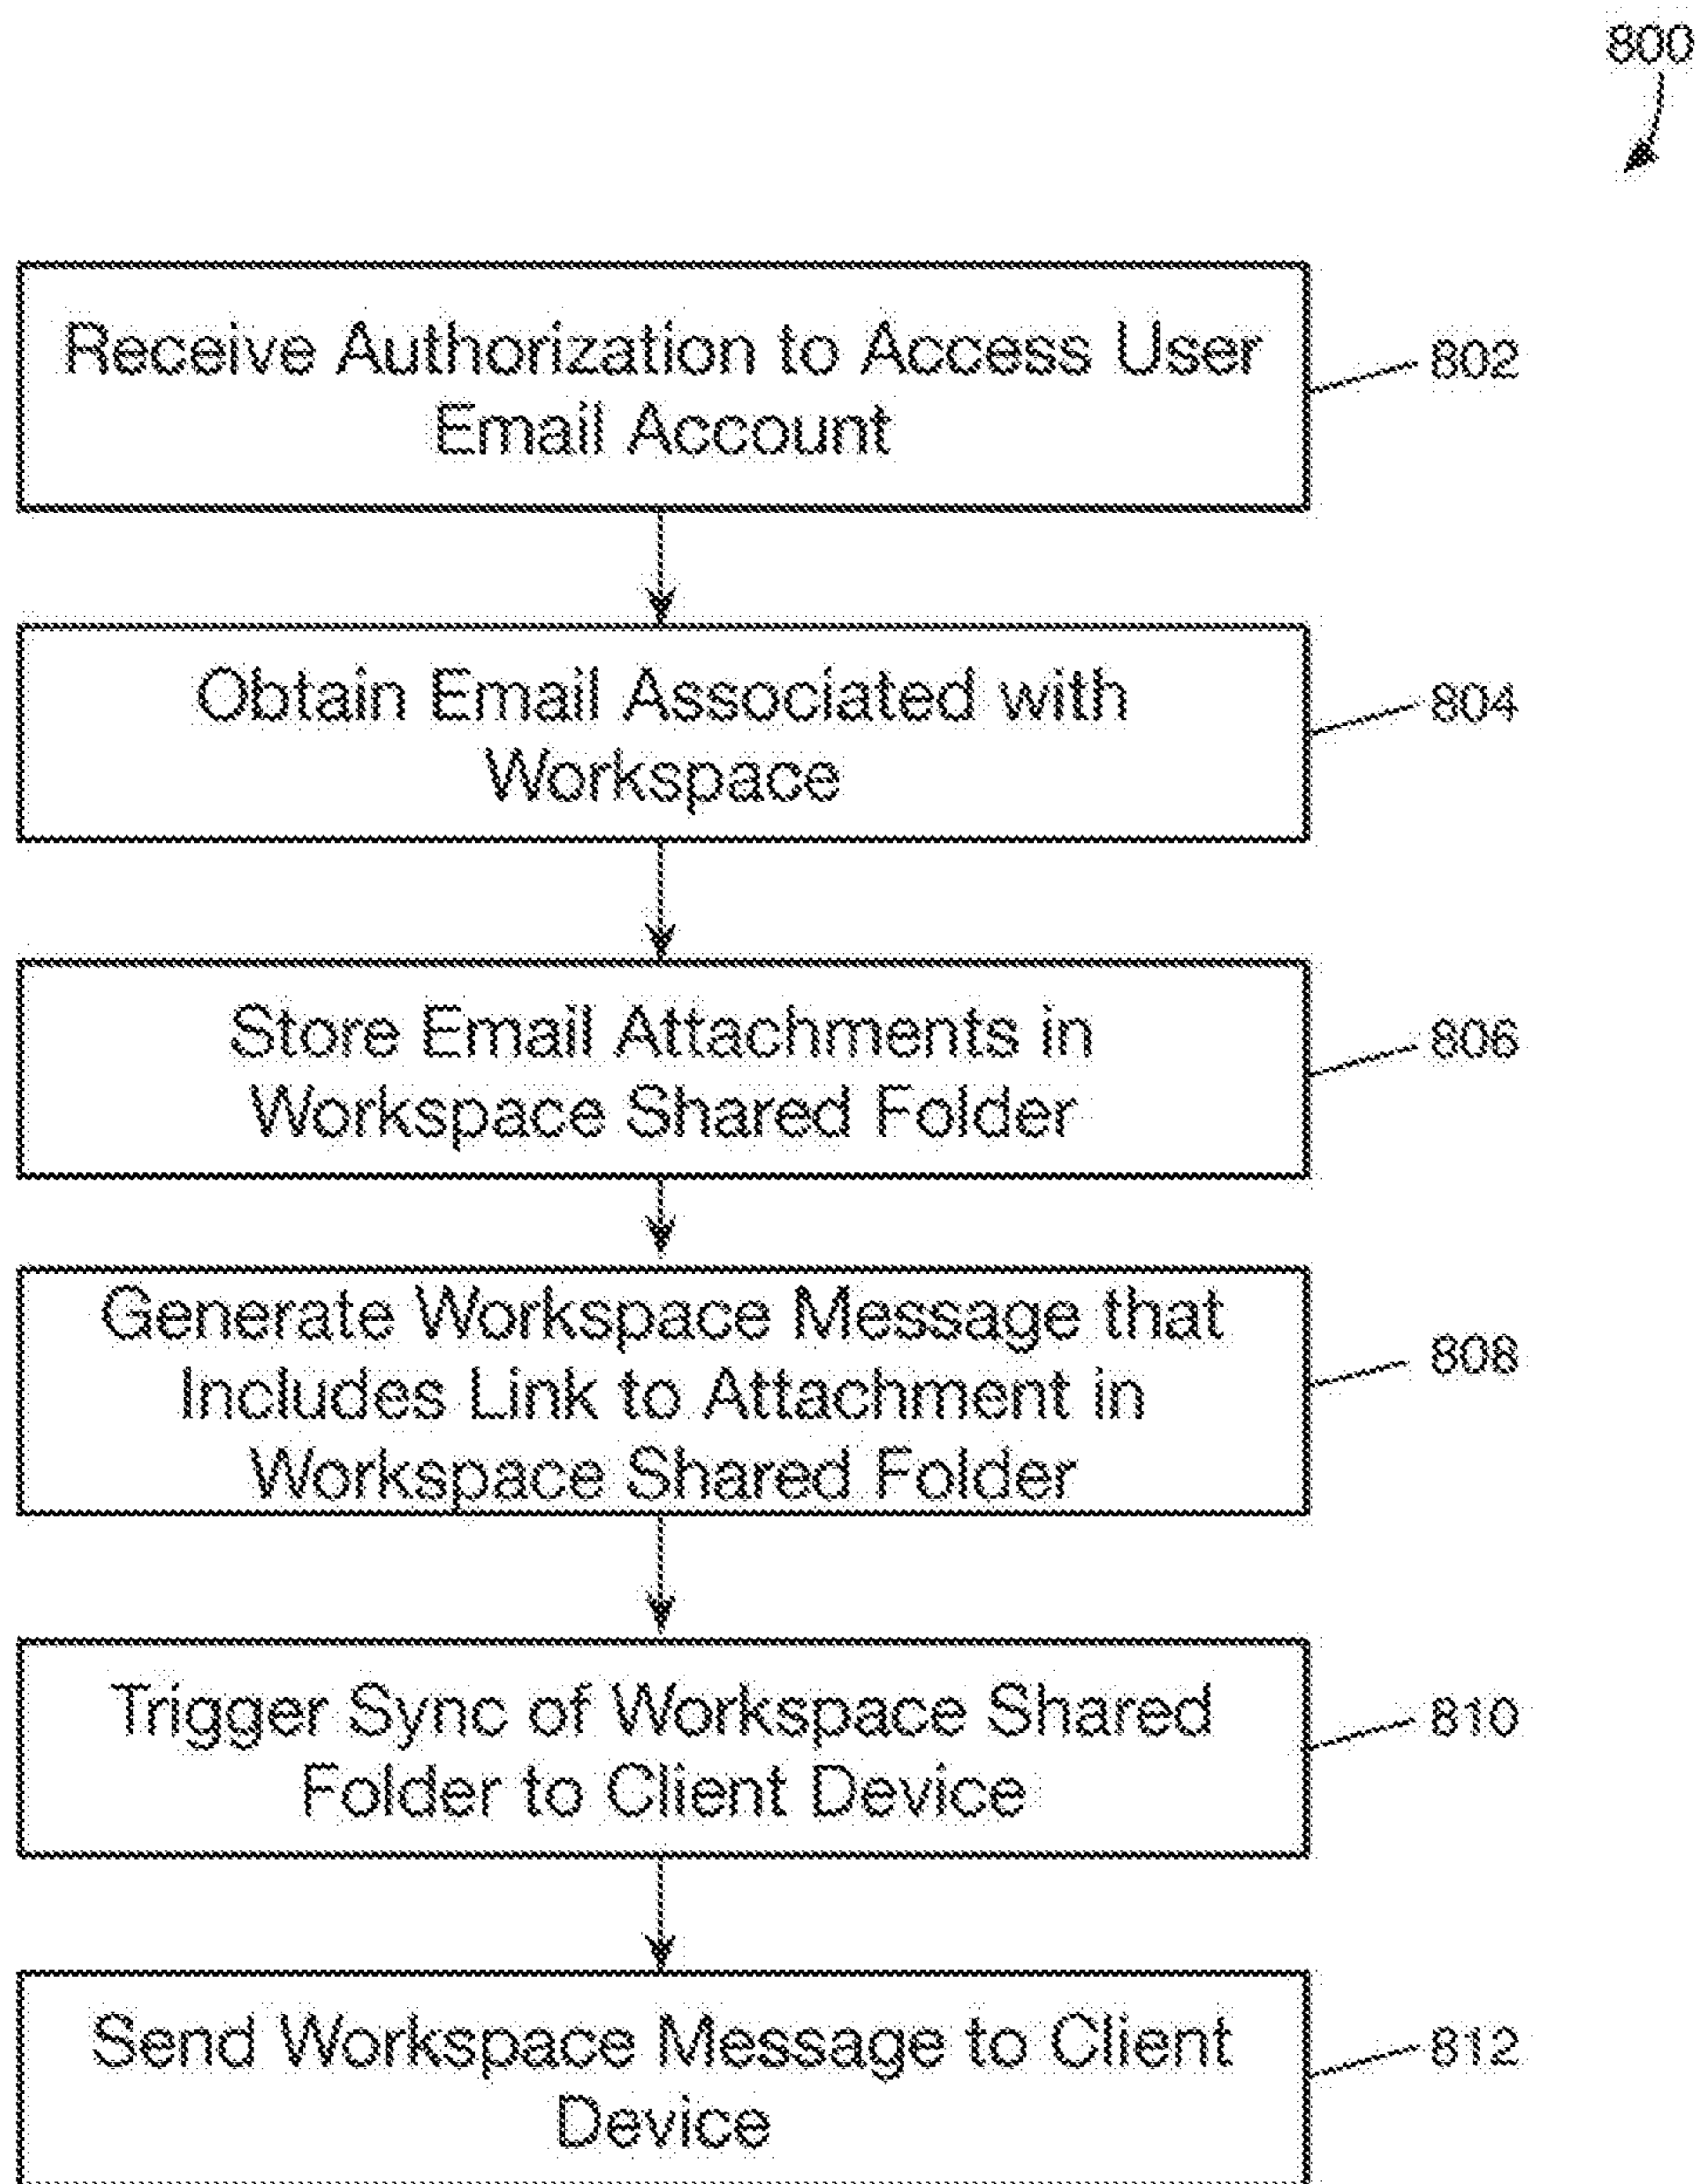 800
Receive Authorization to Access User
Email Account
802
Obtain Email Associated with
Workspace
804
Store Email Attachments in
Workspace Shared Folder
806
Generate Workspace Message that
Includes Link to Attachment in
Workspace Shared Folder
808
Trigger Sync of Workspace Shared
Folder to Client Device
810
Send Workspace Message to Client
Device
812